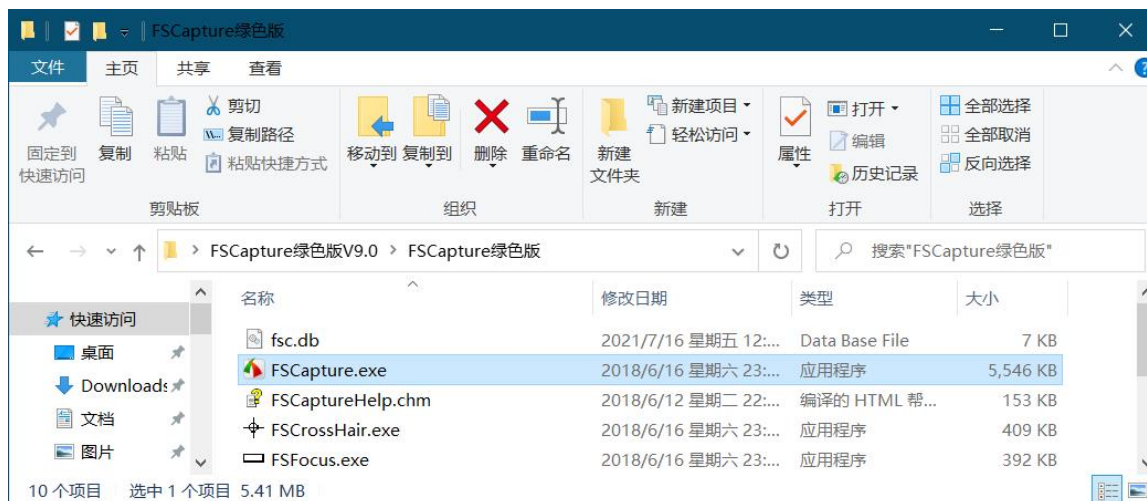 FSCapture绿色版
文件 主页 共享 查看
固定到
快速访问
复制
粘贴
剪切
复制路径
粘贴快捷方式
剪贴板
移动到 复制到 删除 重命名
组织
新建
文件夹
新建项目
轻松访问
新建
属性
打开
编辑
历史记录
打开
全部选择
全部取消
反向选择
选择
FSCapture绿色版V9.0 > FSCapture绿色版
搜索"FSCapture绿色版"
快速访问
桌面
Downloads
文档
图片
名称 修改日期 类型 大小
fsc.db 2021/7/16 星期五 12:... Data Base File 7 KB
FSCapture.exe 2018/6/16 星期六 23:... 应用程序 5,546 KB
FSCaptureHelp.chm 2018/6/12 星期二 22:... 编译的 HTML 帮... 153 KB
FSCrossHair.exe 2018/6/16 星期六 23:... 应用程序 409 KB
FSFocus.exe 2018/6/16 星期六 23:... 应用程序 392 KB
10 个项目 选中 1 个项目 5.41 MB